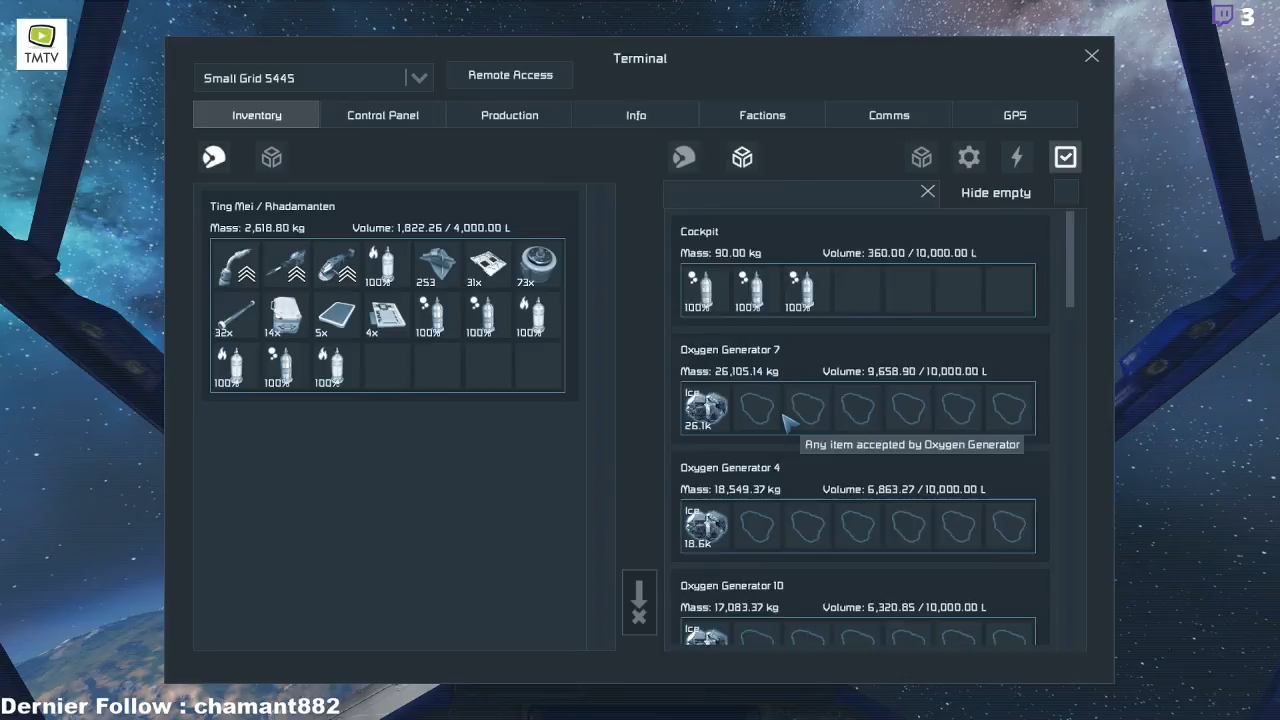 3
TMTV
Terminal
Small Grid 5445
Remote Access
Inventory
Control Panel
Production
Info
Factions
Comms
GPS
Hide empty
Ting Mei / Rhadamanten
Mass: 2,618.80 kg Volume: 1,822.26 / 4,000.00 L
100% 253 31x 73x
32x 14x 5x 4x 100% 100% 100%
100% 100% 100%
Cockpit
Mass: 90.00 kg Volume: 360.00 / 10,000.00 L
100% 100% 100%
Oxygen Generator 7
Mass: 26,105.14 kg Volume: 9,658.90 / 10,000.00 L
Ice
26.1k
Any item accepted by Oxygen Generator
Oxygen Generator 4
Mass: 18,549.37 kg Volume: 6,863.27 / 10,000.00 L
Ice
18.6k
Oxygen Generator 10
Mass: 17,083.37 kg Volume: 6,320.85 / 10,000.00 L
Ice
Dernier Follow : chamant882